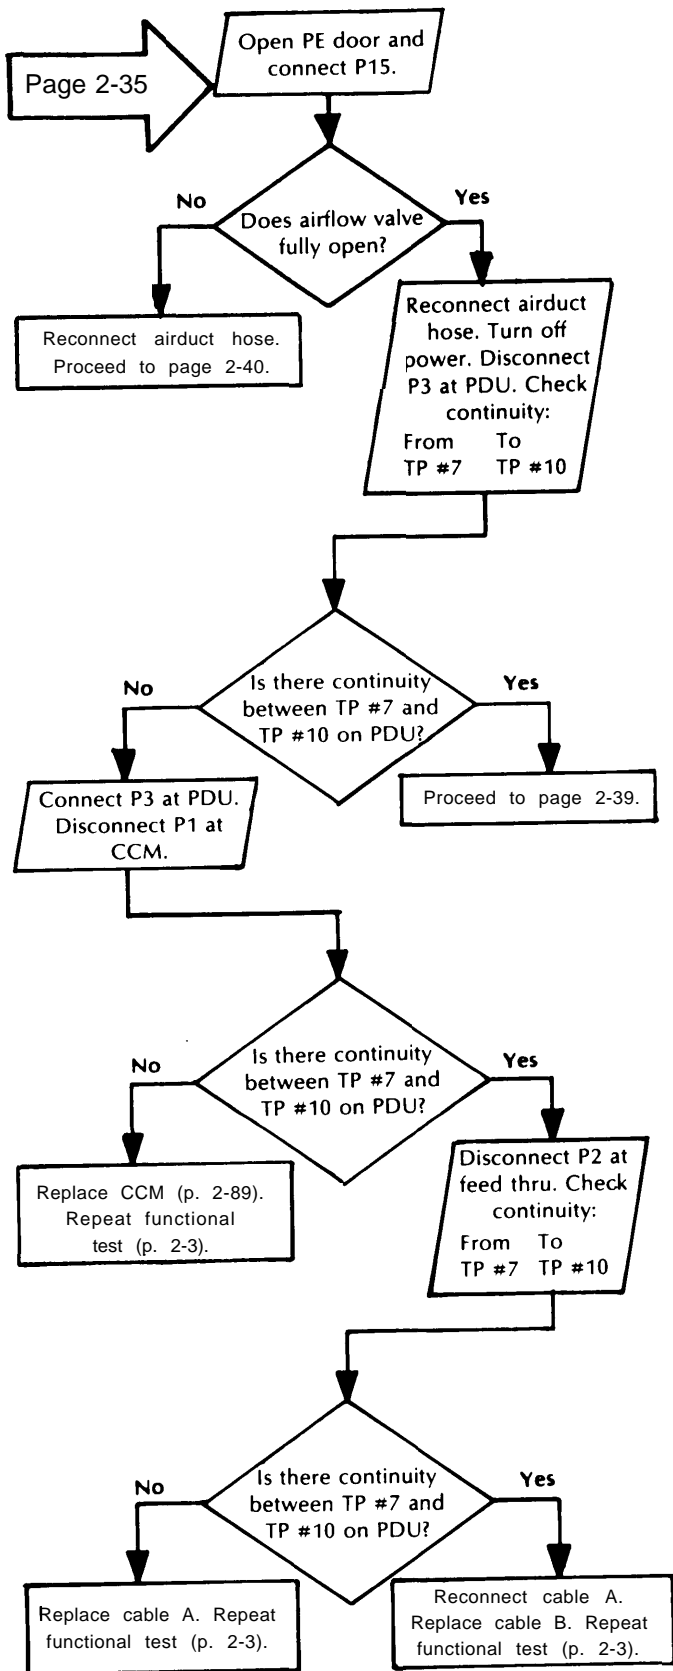 Page 2-35
Open PE door and
connect P15.
Does airflow valve
fully open?
No
Yes
Reconnect airduct hose.
Proceed to page 2-40.
Reconnect airduct
hose. Turn off
power. Disconnect
P3 at PDU. Check
continuity:
From To
TP #7 TP #10
Is there continuity
between TP #7 and
TP #10 on PDU?
No
Yes
Connect P3 at PDU.
Disconnect P1 at
CCM.
Proceed to page 2-39.
Is there continuity
between TP #7 and
TP #10 on PDU?
No
Yes
Replace CCM (p. 2-89).
Repeat functional
test (p. 2-3).
Disconnect P2 at
feed thru. Check
continuity:
From To
TP #7 TP #10
Is there continuity
between TP #7 and
TP #10 on PDU?
No
Yes
Replace cable A. Repeat
functional test (p. 2-3).
Reconnect cable A.
Replace cable B. Repeat
functional test (p. 2-3).